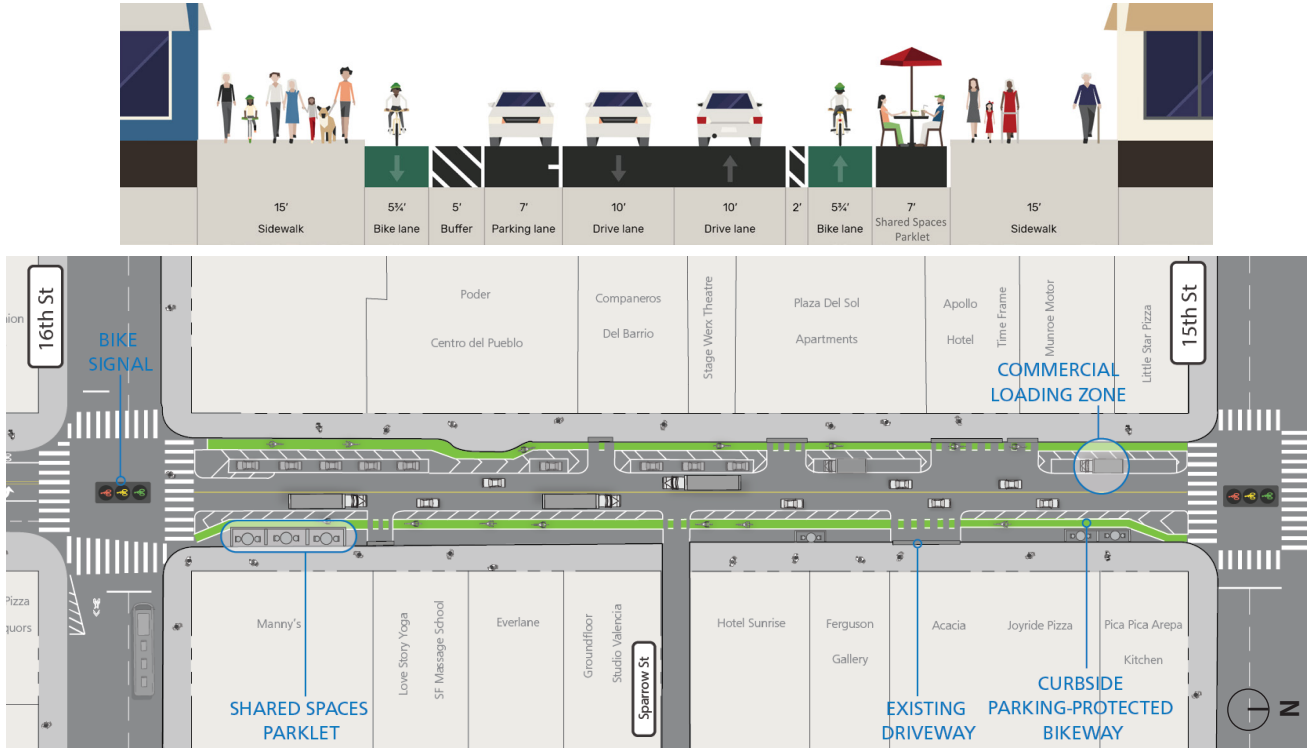 15' 5¾' 5' 7' 10' 10' 2' 5¾' 7' 15'
Sidewalk Bike lane Buffer Parking lane Drive lane Drive lane Bike lane Shared Spaces Sidewalk
Parklet
16th St
15th St
BIKE
SIGNAL
Poder
Centro del Pueblo
Companeros
Del Barrio
Stage Werx Theatre
Plaza Del Sol
Apartments
Apollo
Hotel
Time Frame
Munroe Motor
Little Star Pizza
COMMERCIAL
LOADING ZONE
nion
Pizza
quors
Manny's
Love Story Yoga
SF Massage School
Everlane
Groundfloor
Studio Valencia
Sparrow St
Hotel Sunrise
Ferguson
Gallery
Acacia
Joyride Pizza
Pica Pica Arepa
Kitchen
SHARED SPACES
PARKLET
EXISTING
DRIVEWAY
CURBSIDE
PARKING-PROTECTED
BIKEWAY
N